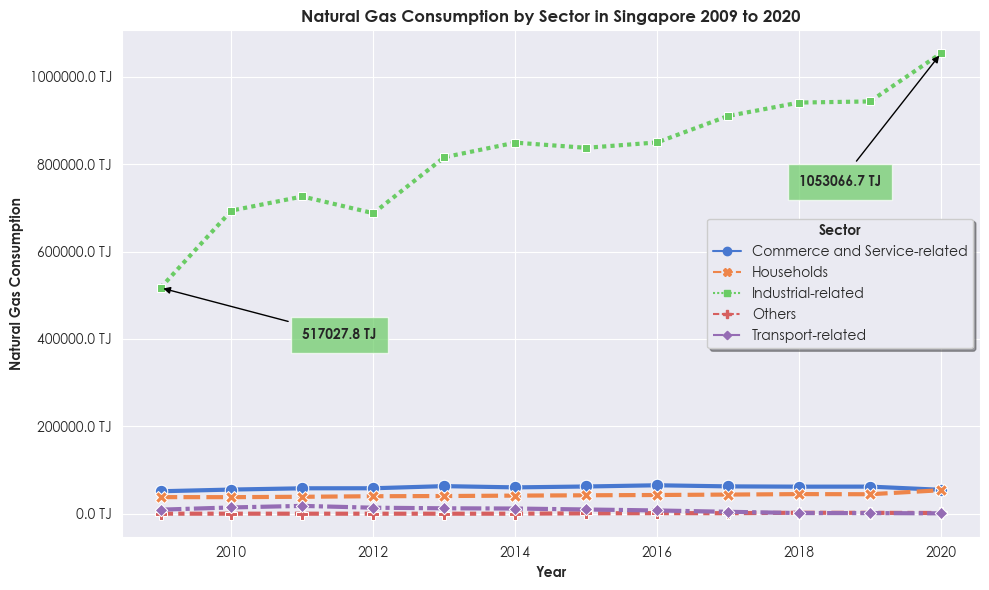 Natural Gas Consumption by Sector in Singapore 2009 to 2020
Natural Gas Consumption
1000000.0 TJ
800000.0 TJ
600000.0 TJ
400000.0 TJ
200000.0 TJ
0.0 TJ
1053066.7 TJ
517027.8 TJ
Sector
Commerce and Service-related
Households
Industrial-related
Others
Transport-related
2010 2012 2014 2016 2018 2020
Year